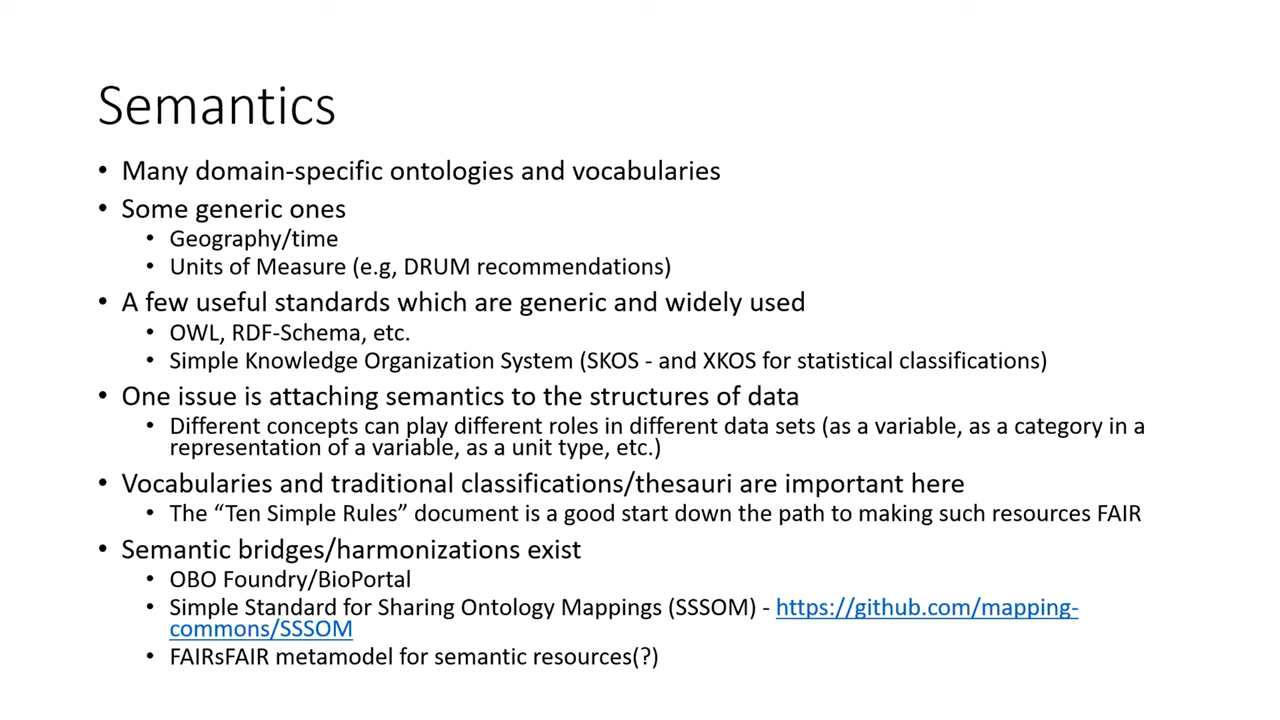 Semantics
• Many domain-specific ontologies and vocabularies
• Some generic ones
• Geography/time
• Units of Measure (e.g, DRUM recommendations)
• A few useful standards which are generic and widely used
• OWL, RDF-Schema, etc.
• Simple Knowledge Organization System (SKOS - and XKOS for statistical classifications)
• One issue is attaching semantics to the structures of data
• Different concepts can play different roles in different data sets (as a variable, as a category in a
representation of a variable, as a unit type, etc.)
• Vocabularies and traditional classifications/thesauri are important here
• The “Ten Simple Rules” document is a good start down the path to making such resources FAIR
• Semantic bridges/harmonizations exist
• OBO Foundry/BioPortal
• Simple Standard for Sharing Ontology Mappings (SSSOM) - https://github.com/mapping-
commons/SSSOM
• FAIRsFAIR metamodel for semantic resources(?)